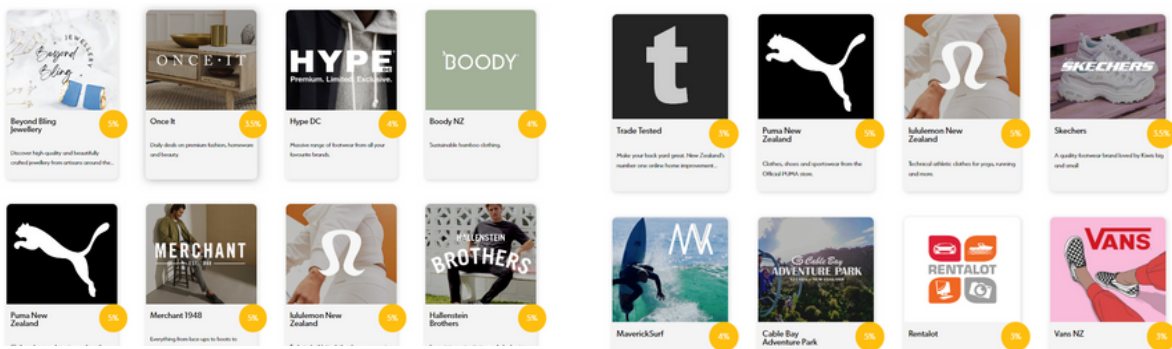 JEWELLERY
Beyond
Bling
Beyond Bling
Jewellery
5%
Discover high quality and beautifully
crafted jewellery from artisans around the...
ONCE·IT
Once It
5.5%
Daily deals on premium fashion, homeware
and beauty.
HYPE DC
Premium. Limited. Exclusive.
Hype DC
4%
Massive range of footwear from all your
favourite brands.
BOODY
Boody NZ
4%
Sustainable bamboo clothing.
Puma New
Zealand
5%
MERCHANT
EST. 1948
Merchant 1948
5%
Everything from lace-ups to boots to
lululemon New
Zealand
5%
HALLENSTEIN
BROTHERS
Hallenstein
Brothers
5%
t
Trade Tested
3%
Make your back yard great. New Zealand's
number one online home improvement...
Puma New
Zealand
5%
Clothes, shoes and sportswear from the
Official PUMA store.
lululemon New
Zealand
5%
Technical athletic clothes for yoga, running
and more.
SKECHERS
Skechers
5.5%
A quality footwear brand loved by Kiwis big
and small.
MaverickSurf
4%
Cable Bay
ADVENTURE PARK
Cable Bay
Adventure Park
5%
RENTALOT
Rentalot
3%
VANS
Vans NZ
3%